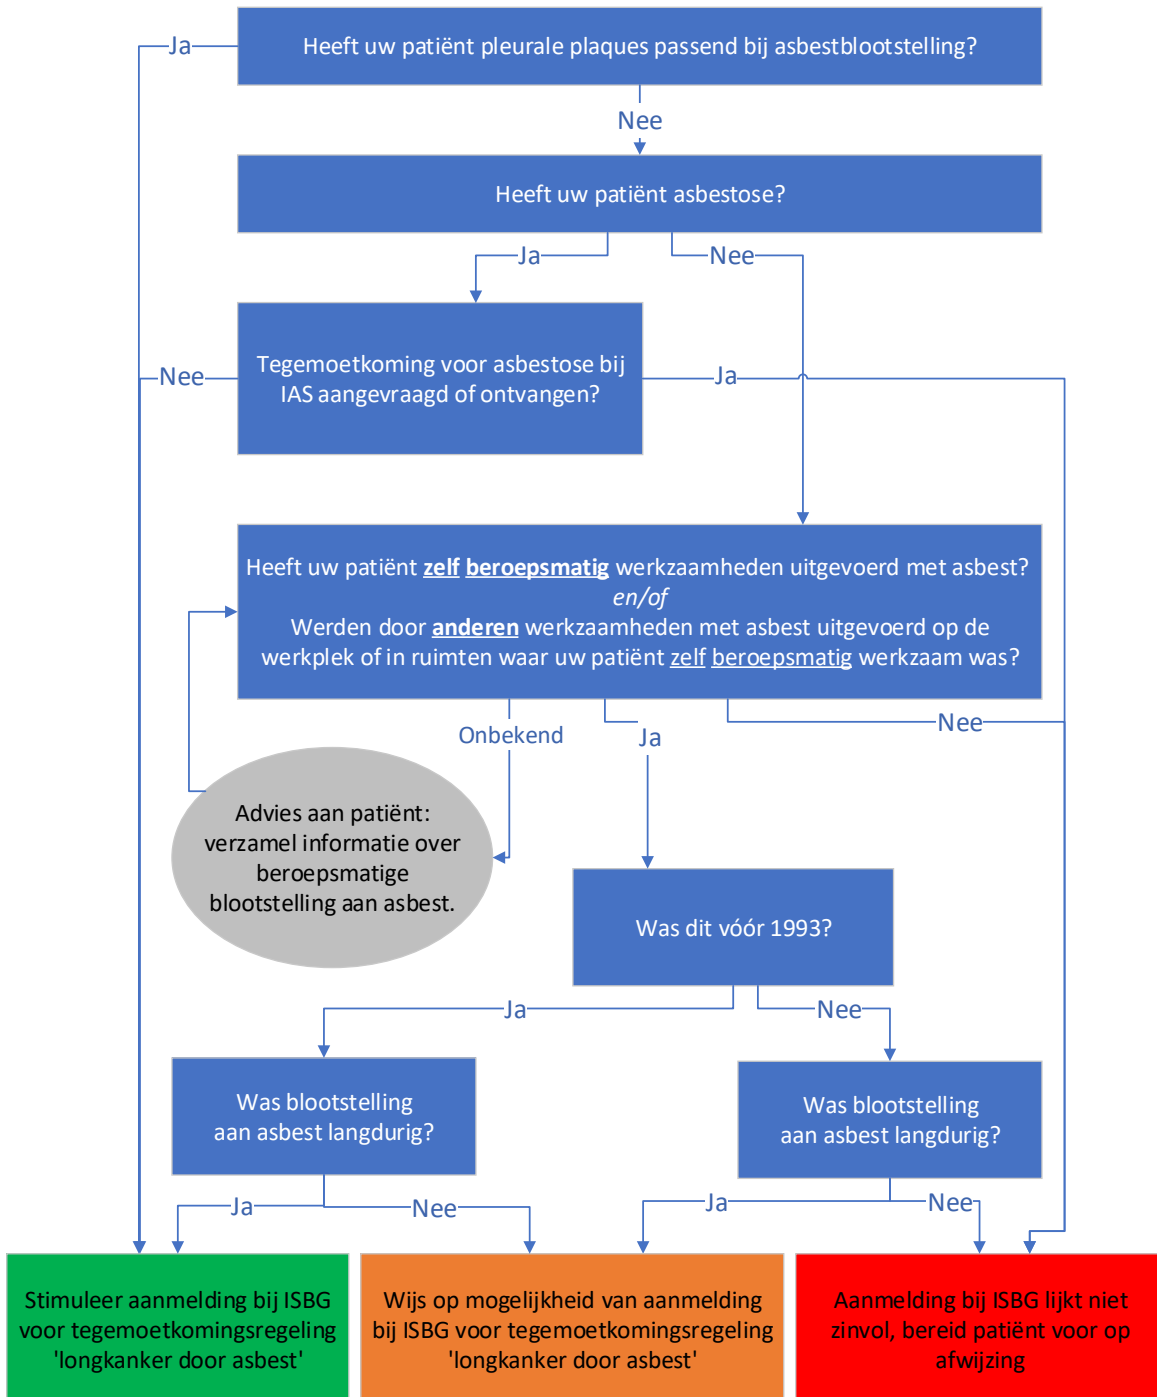 Heeft uw patiënt pleurale plaques passend bij asbestblootstelling?
Ja
Nee
Heeft uw patiënt asbestose?
Ja
Nee
Tegemoetkoming voor asbestose bij
IAS aangevraagd of ontvangen?
Nee
Ja
Heeft uw patiënt zelf beroepsmatig werkzaamheden uitgevoerd met asbest?
en/of
Werden door anderen werkzaamheden met asbest uitgevoerd op de
werkplek of in ruimten waar uw patiënt zelf beroepsmatig werkzaam was?
Onbekend
Ja
Nee
Advies aan patiënt:
verzamel informatie over
beroepsmatige
blootstelling aan asbest.
Was dit vóór 1993?
Ja
Nee
Was blootstelling
aan asbest langdurig?
Was blootstelling
aan asbest langdurig?
Ja
Nee
Ja
Nee
Stimuleer aanmelding bij ISBG
voor tegemoetkomingsregeling
'longkanker door asbest'
Wijs op mogelijkheid van aanmelding
bij ISBG voor tegemoetkomingsregeling
'longkanker door asbest'
Aanmelding bij ISBG lijkt niet
zinvol, bereid patiënt voor op
afwijzing